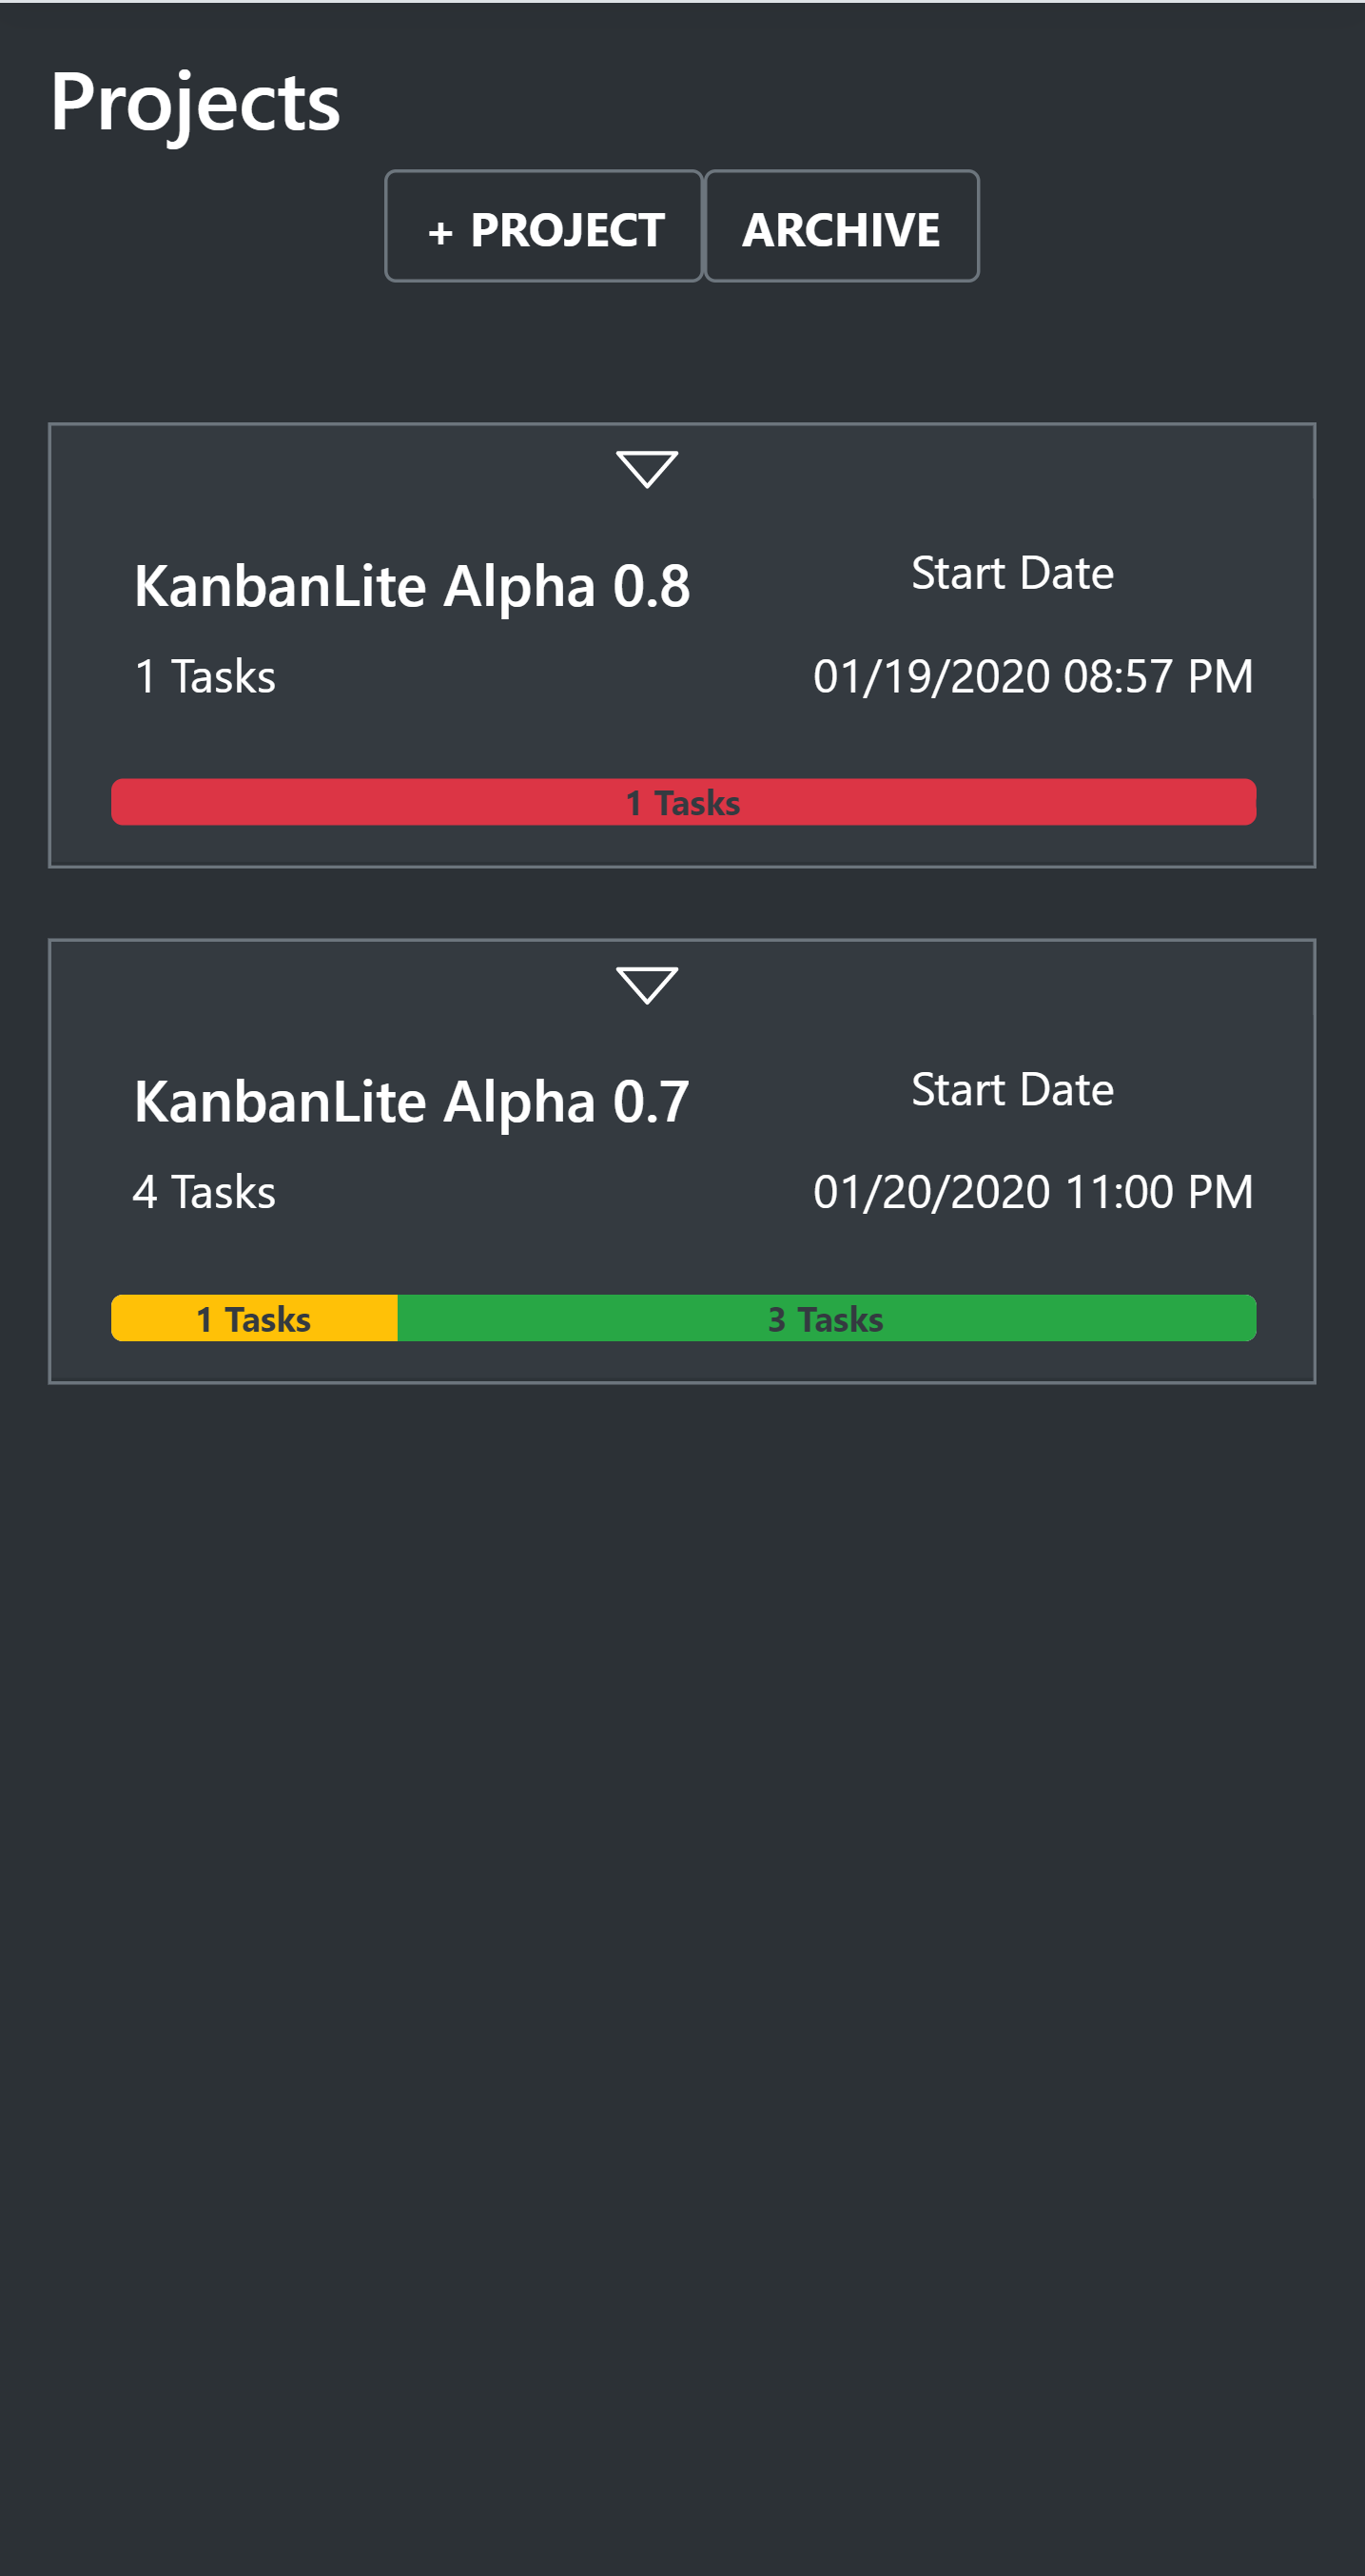 Projects
+ PROJECT ARCHIVE
KanbanLite Alpha 0.8
Start Date
1 Tasks
01/19/2020 08:57 PM
1 Tasks
KanbanLite Alpha 0.7
Start Date
4 Tasks
01/20/2020 11:00 PM
1 Tasks 3 Tasks